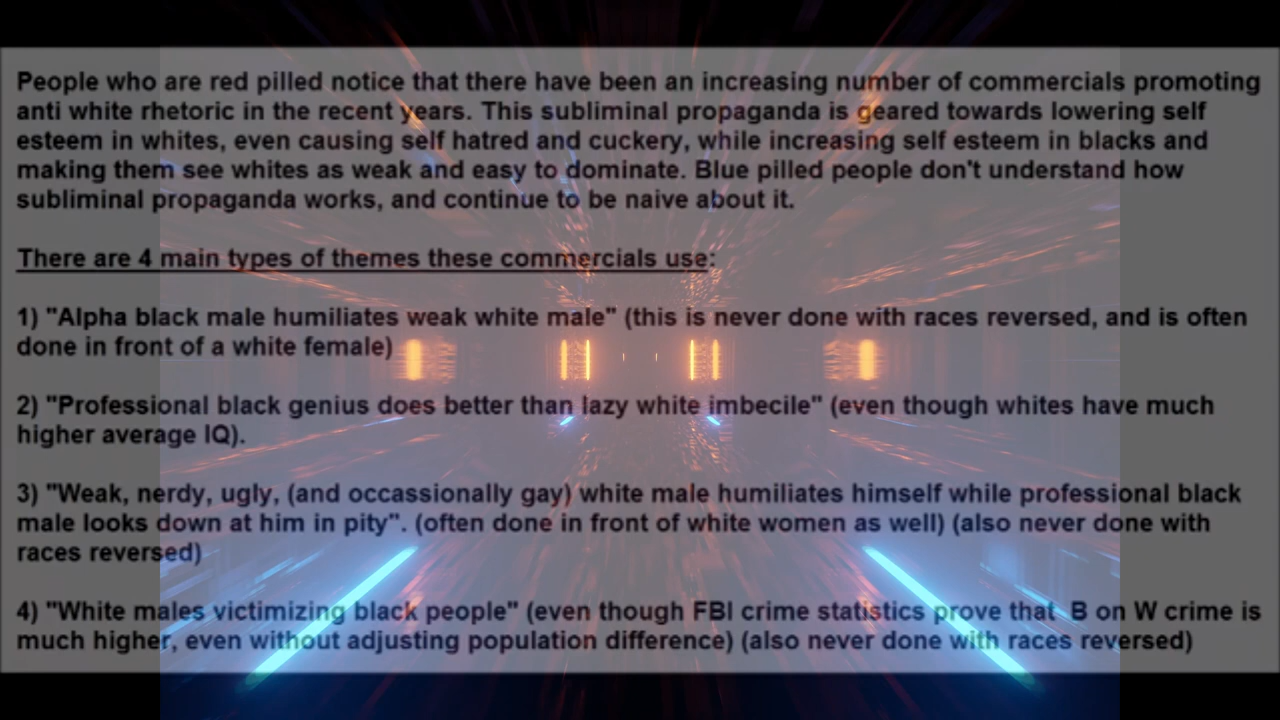 People who are red pilled notice that there have been an increasing number of commercials promoting
anti white rhetoric in the recent years. This subliminal propaganda is geared towards lowering self
esteem in whites, even causing self hatred and cuckery, while increasing self esteem in blacks and
making them see whites as weak and easy to dominate. Blue pilled people don't understand how
subliminal propaganda works, and continue to be naive about it.
There are 4 main types of themes these commercials use:
1) "Alpha black male humiliates weak white male" (this is never done with races reversed, and is often
done in front of a white female)
2) "Professional black genius does better than lazy white imbecile" (even though whites have much
higher average IQ).
3) "Weak, nerdy, ugly, (and occassionally gay) white male humiliates himself while professional black
male looks down at him in pity". (often done in front of white women as well) (also never done with
races reversed)
4) "White males victimizing black people" (even though FBI crime statistics prove that  B on W crime is
much higher, even without adjusting population difference) (also never done with races reversed)